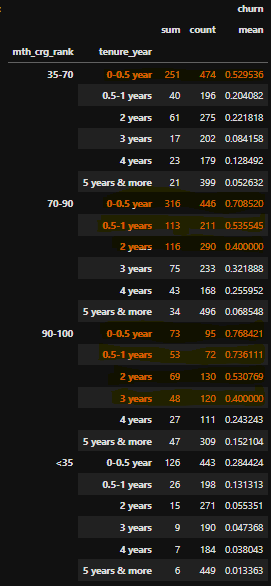 churn
sum count mean
mth_crg_rank tenure_year
35-70 0-0.5 year 251 474 0.529536
0.5-1 years 40 196 0.204082
2 years 61 275 0.221818
3 years 17 202 0.084158
4 years 23 179 0.128492
5 years & more 21 399 0.052632
70-90 0-0.5 year 316 446 0.708520
0.5-1 years 113 211 0.535545
2 years 116 290 0.400000
3 years 75 233 0.321888
4 years 43 168 0.255952
5 years & more 34 496 0.068548
90-100 0-0.5 year 73 95 0.768421
0.5-1 years 53 72 0.736111
2 years 69 130 0.530769
3 years 48 120 0.400000
4 years 27 111 0.243243
5 years & more 47 309 0.152104
<35 0-0.5 year 126 443 0.284424
0.5-1 years 26 198 0.131313
2 years 15 271 0.055351
3 years 9 190 0.047368
4 years 7 184 0.038043
5 years & more 6 449 0.013363